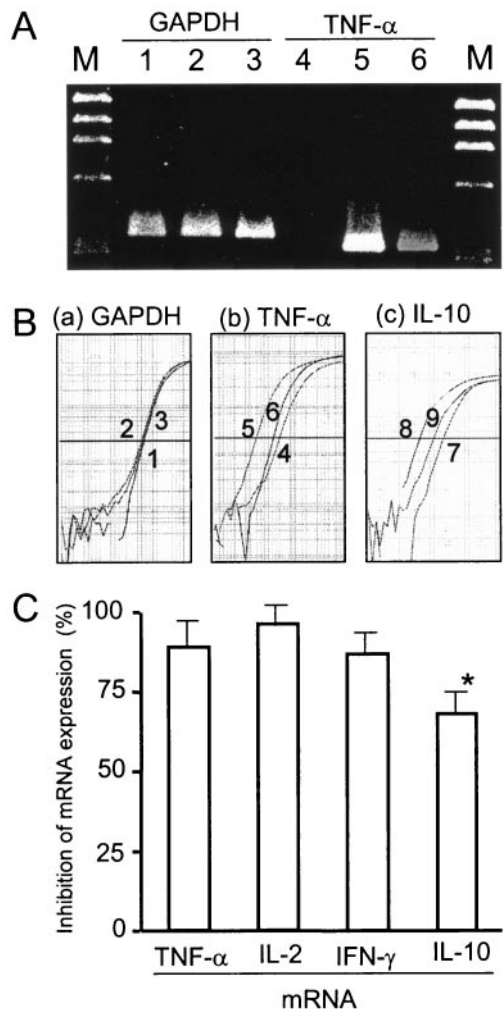 A
GAPDH TNF-α
M 1 2 3 4 5 6 M
B (a) GAPDH (b) TNF-α (c) IL-10
2 3 1
5 6 4
8 9 7
C
Inhibition of mRNA expression (%)
100
75
50
25
0
*
TNF-α IL-2 IFN-γ IL-10
mRNA